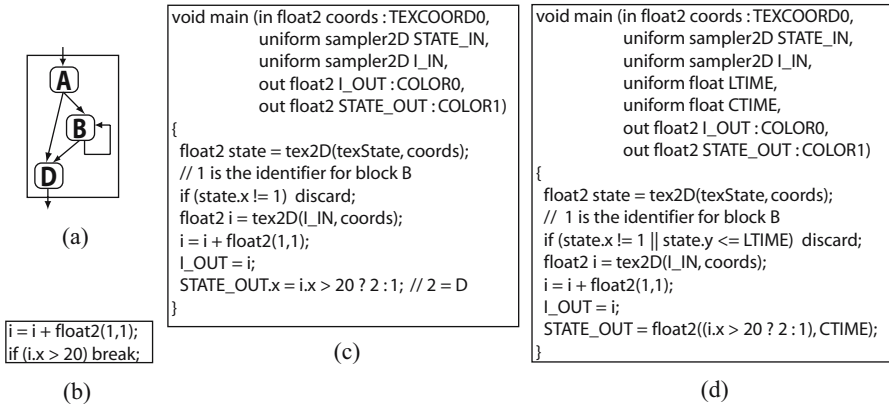 A
B
D
(a)
i = i + float2(1,1);
if (i.x > 20) break;
(b)
void main (in float2 coords : TEXCOORD0,
uniform sampler2D STATE_IN,
uniform sampler2D I_IN,
out float2 I_OUT : COLOR0,
out float2 STATE_OUT : COLOR1)
{
float2 state = tex2D(texState, coords);
// 1 is the identifier for block B
if (state.x != 1) discard;
float2 i = tex2D(I_IN, coords);
i = i + float2(1,1);
I_OUT = i;
STATE_OUT.x = i.x > 20 ? 2 : 1; // 2 = D
}
(c)
void main (in float2 coords : TEXCOORD0,
uniform sampler2D STATE_IN,
uniform sampler2D I_IN,
uniform float LTIME,
uniform float CTIME,
out float2 I_OUT : COLOR0,
out float2 STATE_OUT : COLOR1)
{
float2 state = tex2D(texState, coords);
// 1 is the identifier for block B
if (state.x != 1 || state.y <= LTIME) discard;
float2 i = tex2D(I_IN, coords);
i = i + float2(1,1);
I_OUT = i;
STATE_OUT = float2((i.x > 20 ? 2 : 1), CTIME);
}
(d)